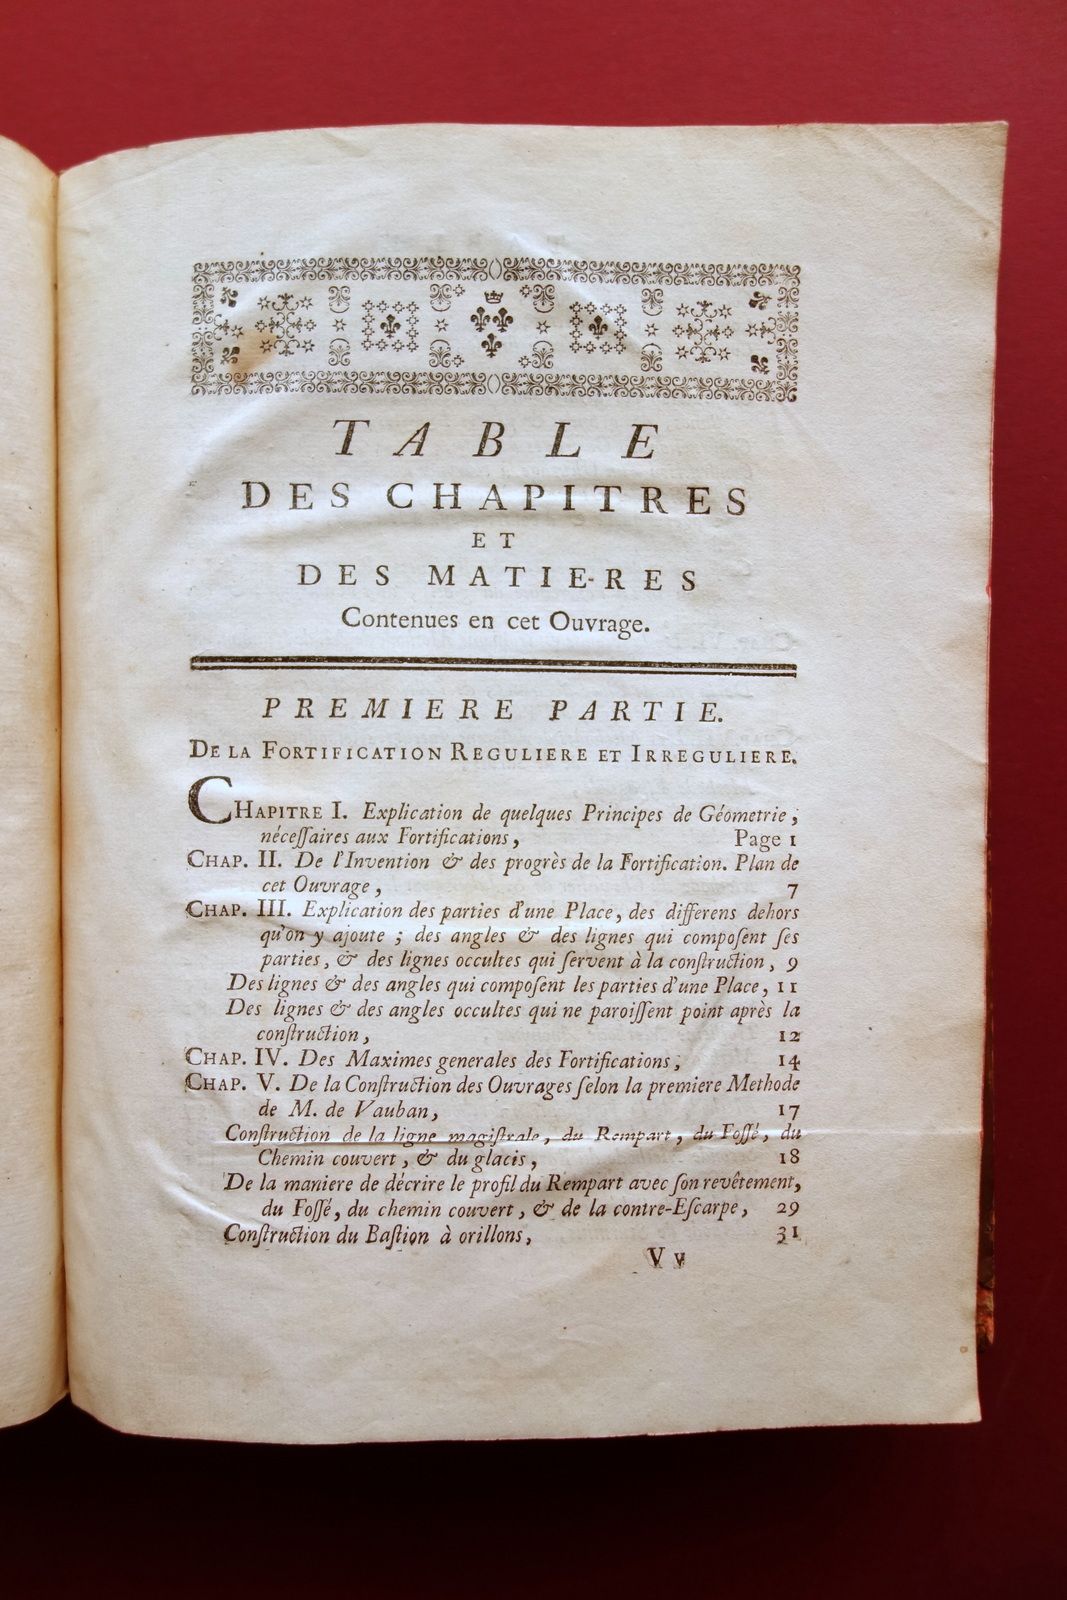 TABLE
DES CHAPITRES
ET
DES MATIE-RES
Contenues en cet Ouvrage.
PREMIERE PARTIE.
DE LA FORTIFICATION REGULIERE ET IRREGULIERE.
CHAPITRE I. Explication de quelques Principes de Géometrie,
néceſſaires aux Fortifications, Page 1
CHAP. II. De l'Invention & des progrès de la Fortification. Plan de
cet Ouvrage, 7
CHAP. III. Explication des parties d'une Place, des differens dehors
qu'on y ajoute ; des angles & des lignes qui compoſent ſes
parties, & des lignes occultes qui ſervent à la conſtruction, 9
Des lignes & des angles qui compoſent les parties d'une Place, 11
Des lignes & des angles occultes qui ne paroiſſent point après la
conſtruction, 12
CHAP. IV. Des Maximes generales des Fortifications, 14
CHAP. V. De la Conſtruction des Ouvrages ſelon la premiere Methode
de M. de Vauban, 17
Conſtruction de la ligne magiſtrale, du Rempart, du Foſſé, du
Chemin couvert, & du glacis, 18
De la maniere de décrire le profil du Rempart avec ſon revêtement,
du Foſſé, du chemin couvert, & de la contre-Eſcarpe, 29
Conſtruction du Baſtion à orillons, 31
V v